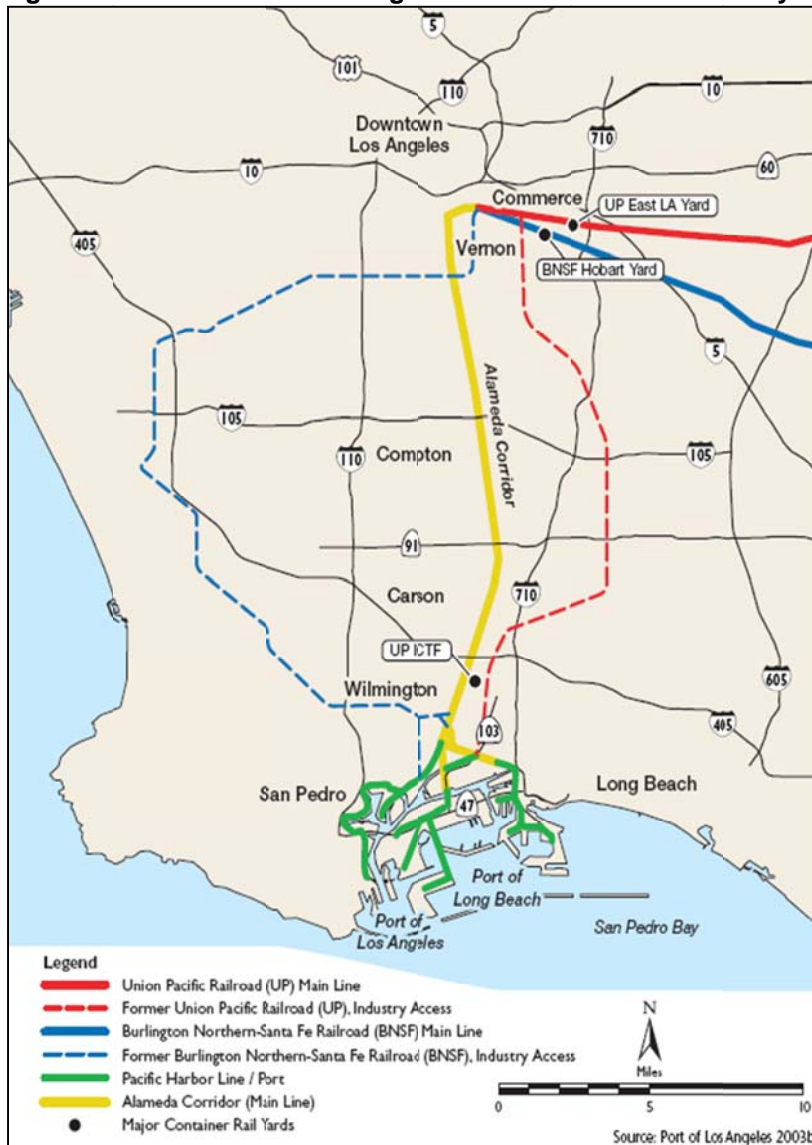 5
101
110
10
Downtown
Los Angeles
710
10
60
Commerce
UP East LA Yard
405
Vernon
BNSF Hobart Yard
5
Alameda Corridor
105
110
Compton
105
91
Carson
710
UP ICTF
605
Wilmington
405
103
San Pedro
47
Long Beach
Port of
Long Beach
San Pedro Bay
Port of
Los Angeles
Legend
Union Pacific Railroad (UP) Main Line
Former Union Pacific Railroad (UP), Industry Access
Burlington Northern-Santa Fe Railroad (BNSF) Main Line
Former Burlington Northern-Santa Fe Railroad (BNSF), Industry Access
Pacific Harbor Line / Port
Alameda Corridor (Main Line)
Major Container Rail Yards
N
Miles
0 5 10
Source: Port of Los Angeles 2003b